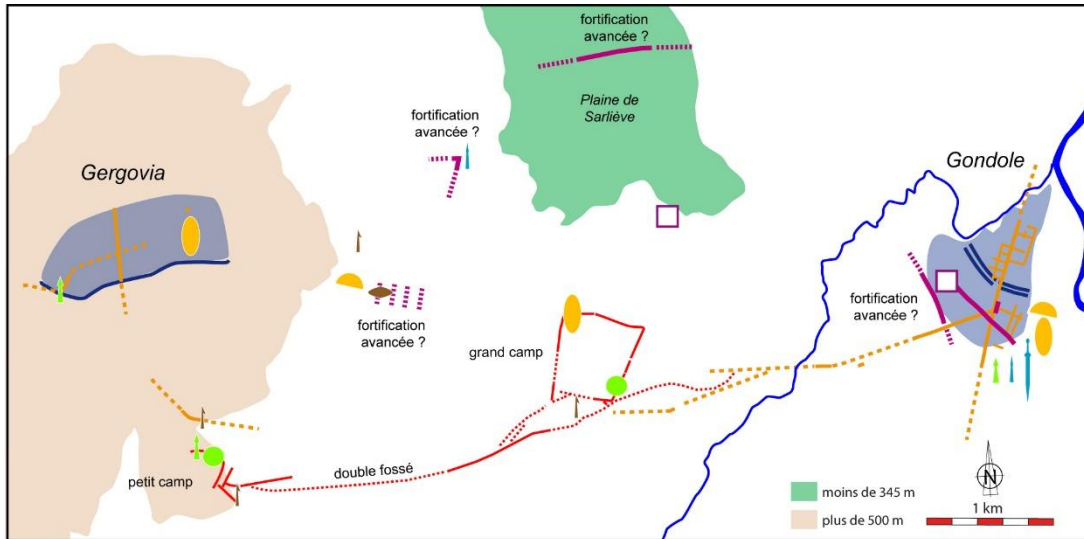 fortification
avancée ?
Plaine de
Sarliève
fortification
avancée ?
Gergovia
Gondole
fortification
avancée ?
fortification
avancée ?
grand camp
petit camp
double fossé
N
moins de 345 m
plus de 500 m
1 km